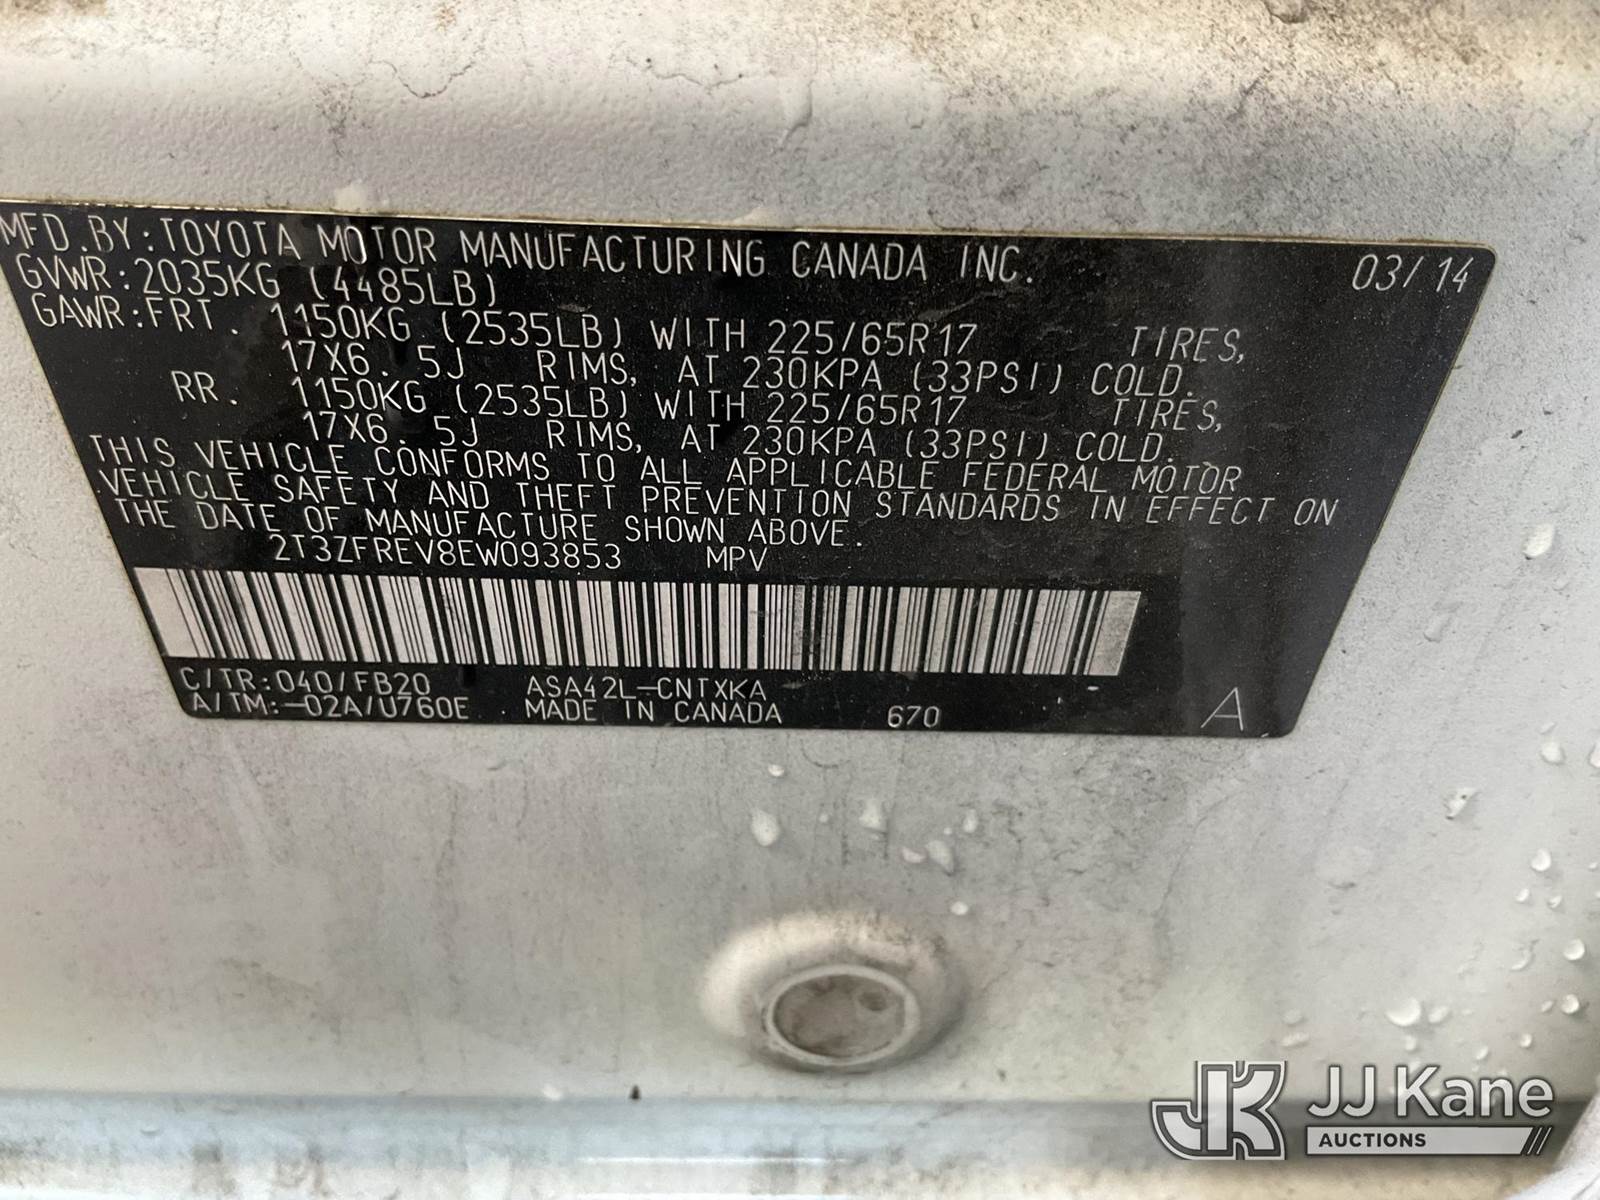 MFD.BY:TOYOTA MOTOR MANUFACTURING CANADA INC. 03/14
GVWR:2035KG (4485LB)
GAWR:FRT. 1150KG (2535LB) WITH 225/65R17 TIRES,
17X6.5J RIMS, AT 230KPA (33PSI) COLD.
RR. 1150KG (2535LB) WITH 225/65R17 TIRES,
17X6.5J RIMS, AT 230KPA (33PSI) COLD.
THIS VEHICLE CONFORMS TO ALL APPLICABLE FEDERAL MOTOR
VEHICLE SAFETY AND THEFT PREVENTION STANDARDS IN EFFECT ON
THE DATE OF MANUFACTURE SHOWN ABOVE.
2T3ZFREV8EW093853 MPV
C/TR:040/FB20 ASA42L-CNTXKA
A/TM:-02A/U760E MADE IN CANADA 670 A
JK JJ Kane
AUCTIONS